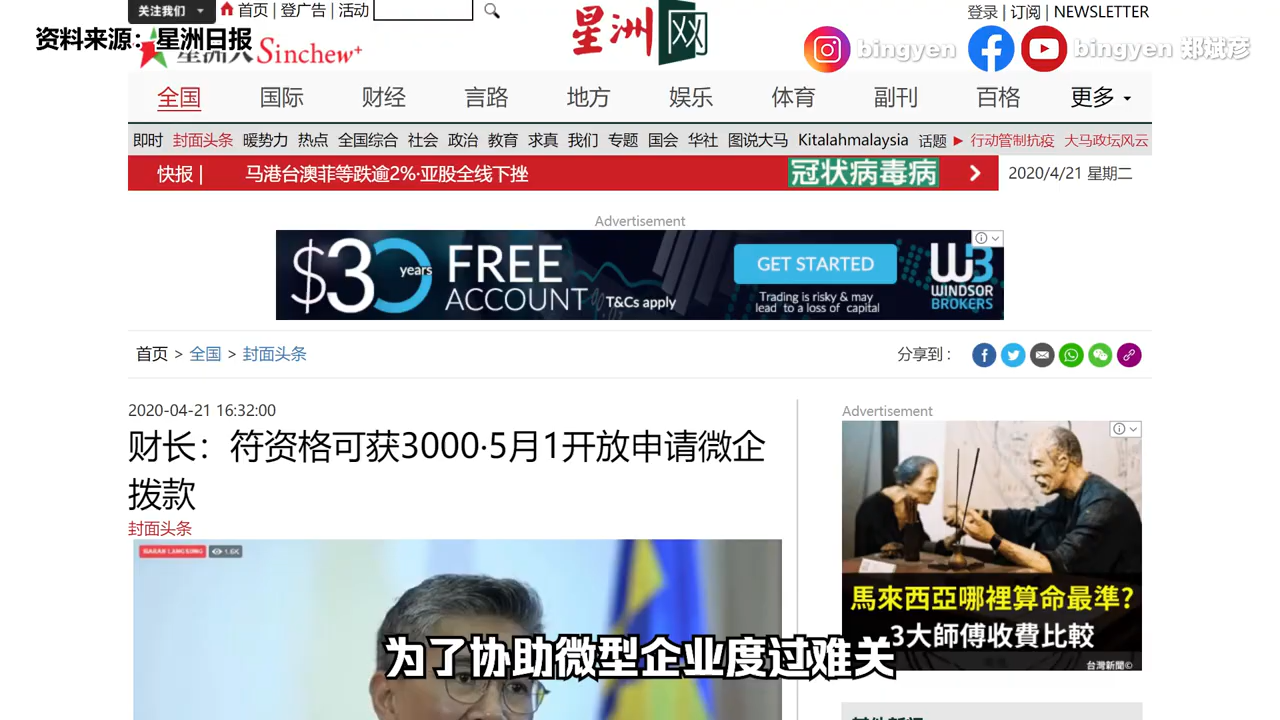 关注我们
首页 | 登广告 | 活动
登录 | 订阅 | NEWSLETTER
资料来源：星洲日报
星洲人 Sinchew+
星洲网
bingyen
bingyen 郑斌彦
全国 国际 财经 言路 地方 娱乐 体育 副刊 百格 更多
即时 封面头条 暖势力 热点 全国综合 社会 政治 教育 求真 我们 专题 国会 华社 图说大马 Kitalahmalaysia 话题 ► 行动管制抗疫 大马政坛风云
快报 | 马港台澳菲等跌逾2%·亚股全线下挫 冠状病毒病 2020/4/21 星期二
Advertisement
$30 years FREE ACCOUNT T&Cs apply
GET STARTED
Trading is risky & may
lead to a loss of capital
WINDSOR
BROKERS
首页 > 全国 > 封面头条
分享到：
2020-04-21 16:32:00
财长：符资格可获3000·5月1开放申请微企
拨款
封面头条
SIARAN LANGSUNG 1.6K
Advertisement
馬來西亞哪裡算命最準?
3大師傅收費比較
台灣新聞©
为了协助微型企业度过难关